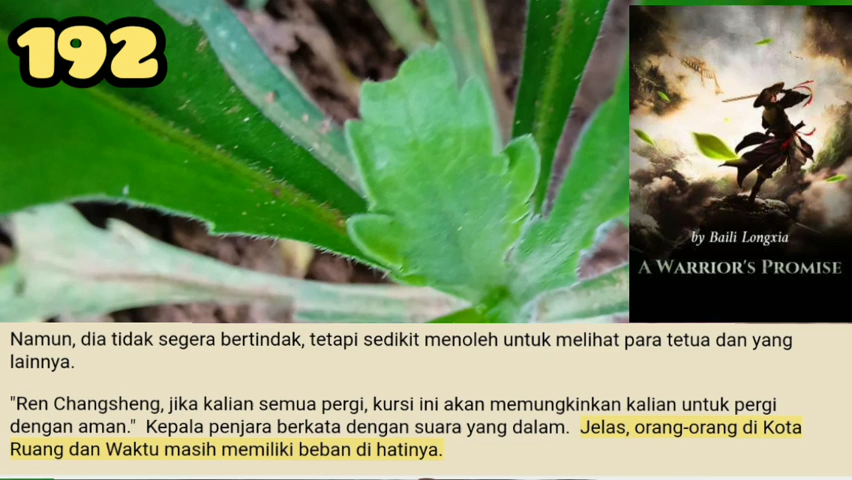 192
by Baili Longxia
A WARRIOR'S PROMISE
Namun, dia tidak segera bertindak, tetapi sedikit menoleh untuk melihat para tetua dan yang
lainnya.
"Ren Changsheng, jika kalian semua pergi, kursi ini akan memungkinkan kalian untuk pergi
dengan aman." Kepala penjara berkata dengan suara yang dalam. Jelas, orang-orang di Kota
Ruang dan Waktu masih memiliki beban di hatinya.